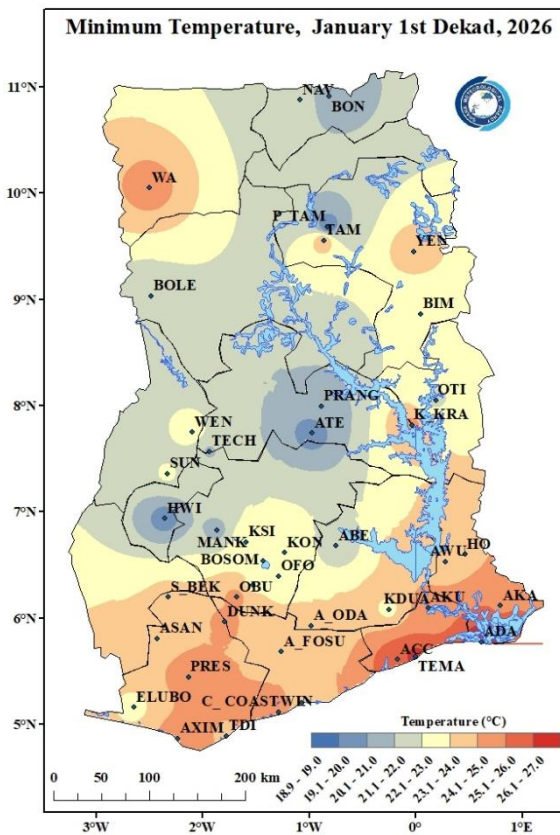 Minimum Temperature, January 1st Dekad, 2026
11°N
NAV
BON
10°N
WA
P_TAM
TAM
YEN
9°N
BOLE
BIM
8°N
PRANG
OTI
K_KRA
ATE
WEN
TECH
SUN
7°N
HWI
MANK
KSI
KON
ABE
BOSOM
OFO
AWU
HO
6°N
S_BEK
OBU
DUNK
KDUA
AKU
AKA
A_ODA
ASAN
A_FOSU
ACC
ADA
TEMA
PRES
5°N
ELUBO
C_COAST
WIN
AXIM
TDI
Temperature (°C)
18.9 - 19.0
19.1 - 20.0
20.1 - 21.0
21.1 - 22.0
22.1 - 23.0
23.1 - 24.0
24.1 - 25.0
25.1 - 26.0
26.1 - 27.0
0 50 100 200 km
3°W 2°W 1°W 0° 1°E